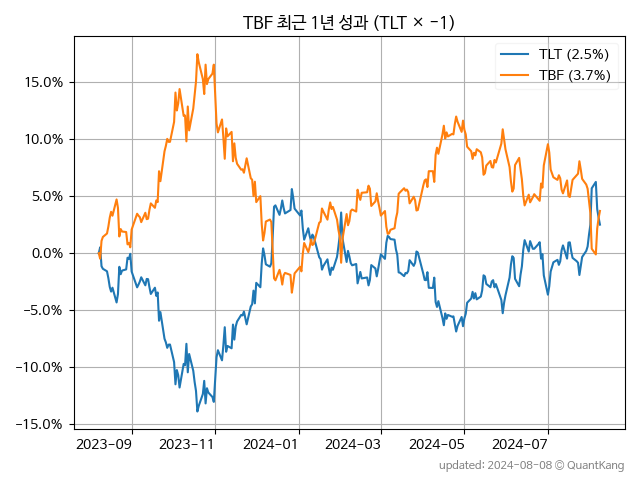 TBF 최근 1년 성과 (TLT × −1)
TLT (2.5%)
TBF (3.7%)
15.0%
10.0%
5.0%
0.0%
−5.0%
−10.0%
−15.0%
2023-09 2023-11 2024-01 2024-03 2024-05 2024-07
updated: 2024-08-08 © QuantKang